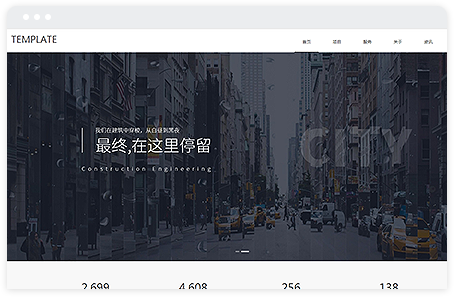 TEMPLATE
首页 项目 服务 关于 资讯
我们在建筑中穿梭，从白昼到黑夜
最终,在这里停留
Construction Engineering
CITY
2,699 4,608 256 138